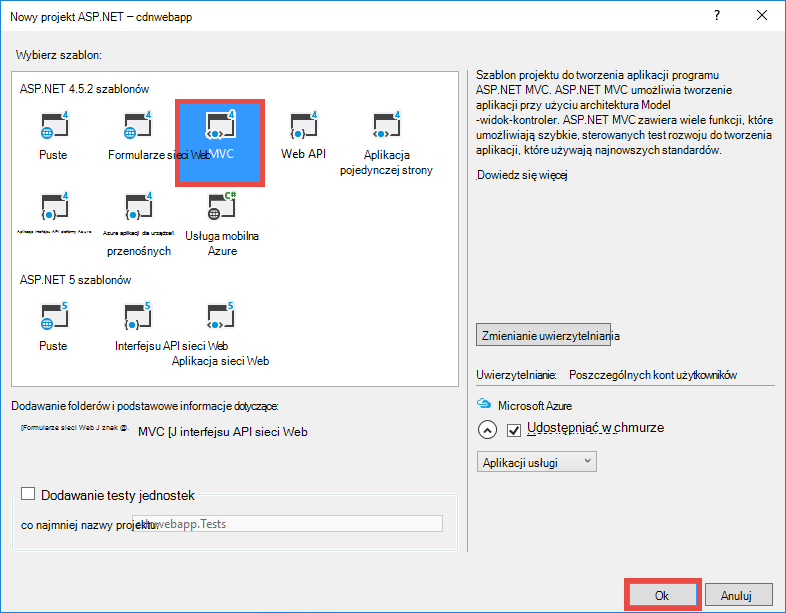 Nowy projekt ASP.NET – cdnwebapp
Wybierz szablon:
ASP.NET 4.5.2 szablonów
Puste
Formularze sieci Web
MVC
Web API
Aplikacja
pojedynczej strony
Aplikacja interfejsu API platformy Azure
Azure aplikacji dla urządzeń
przenośnych
Usługa mobilna
Azure
ASP.NET 5 szablonów
Puste
Interfejsu API sieci Web
Aplikacja sieci Web
Szablon projektu do tworzenia aplikacji programu
ASP.NET MVC. ASP.NET MVC umożliwia tworzenie
aplikacji przy użyciu architektura Model
-widok-kontroler. ASP.NET MVC zawiera wiele funkcji, które
umożliwiają szybkie, sterowanych test rozwoju do tworzenia
aplikacji, które używają najnowszych standardów.
Dowiedz się więcej
Zmienianie uwierzytelniania
Uwierzytelnianie: Poszczególnych kont użytkowników
Microsoft Azure
Udostępniać w chmurze
Aplikacji usługi
Dodawanie folderów i podstawowe informacje dotyczące:
[Formularze sieci Web J znak @.
MVC [J interfejsu API sieci Web
Dodawanie testy jednostek
co najmniej nazwy projektu:
cdnwebapp.Tests
Ok
Anuluj